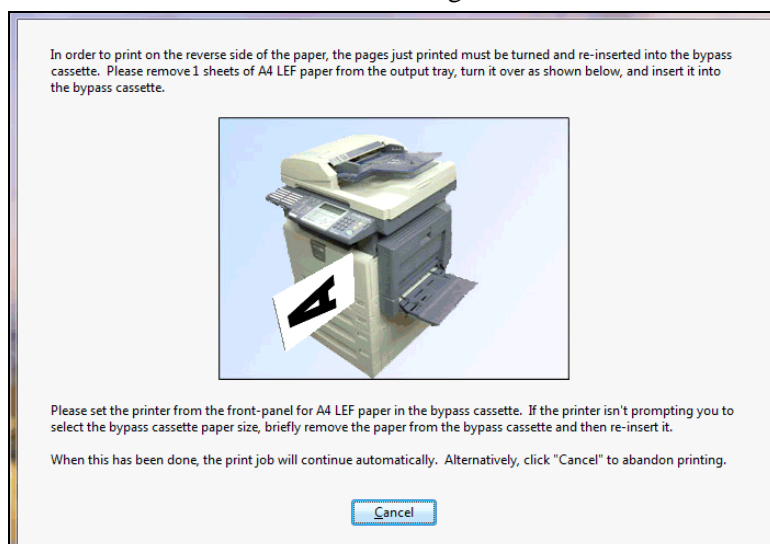 In order to print on the reverse side of the paper, the pages just printed must be turned and re-inserted into the bypass
cassette.  Please remove 1 sheets of A4 LEF paper from the output tray, turn it over as shown below, and insert it into
the bypass cassette.
A
Please set the printer from the front-panel for A4 LEF paper in the bypass cassette.  If the printer isn't prompting you to
select the bypass cassette paper size, briefly remove the paper from the bypass cassette and then re-insert it.
When this has been done, the print job will continue automatically.  Alternatively, click "Cancel" to abandon printing.
Cancel